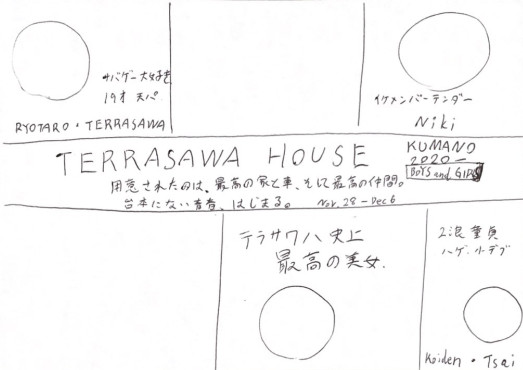 サバゲー大好き
19才 天パ
RYOTARO・TERRASAWA
イケメンバーテンダー
Niki
TERRASAWA HOUSE
KUMANO
2020―
BOYS and GIRLS
用意されたのは、最高の家と車、そして最高の仲間。
台本にない青春、はじまる。 Nov.28-Dec6
テラサワハ史上
最高の美女.
2浪童貞
ハゲ.小デブ
Koiden・Tsai